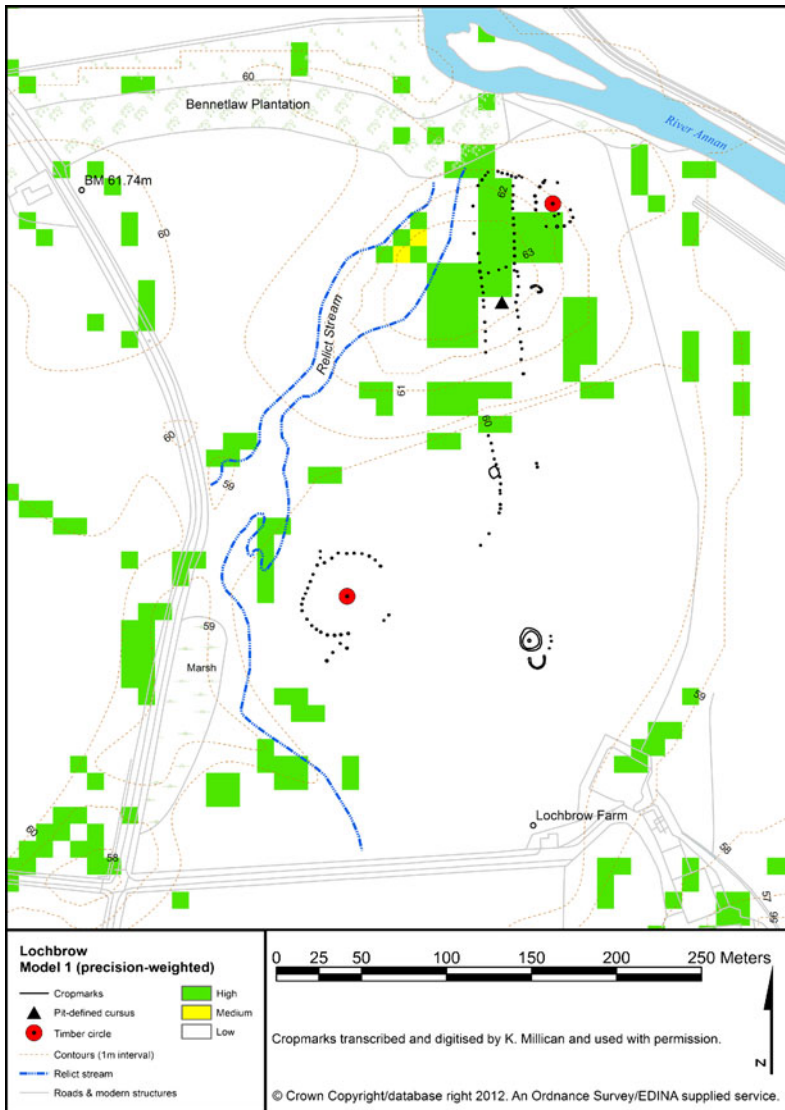 60
Bennetlaw Plantation
River Annan
BM 61.74m
62
60
63
Relict Stream
61
60
60
59
59
Marsh
59
Lochbrow Farm
60
58
58
57
56
Lochbrow
Model 1 (precision-weighted)
Cropmarks
Pit-defined cursus
Timber circle
Contours (1m interval)
Relict stream
Roads & modern structures
High
Medium
Low
0 25 50 100 150 200 250 Meters
Cropmarks transcribed and digitised by K. Millican and used with permission.
N
© Crown Copyright/database right 2012. An Ordnance Survey/EDINA supplied service.